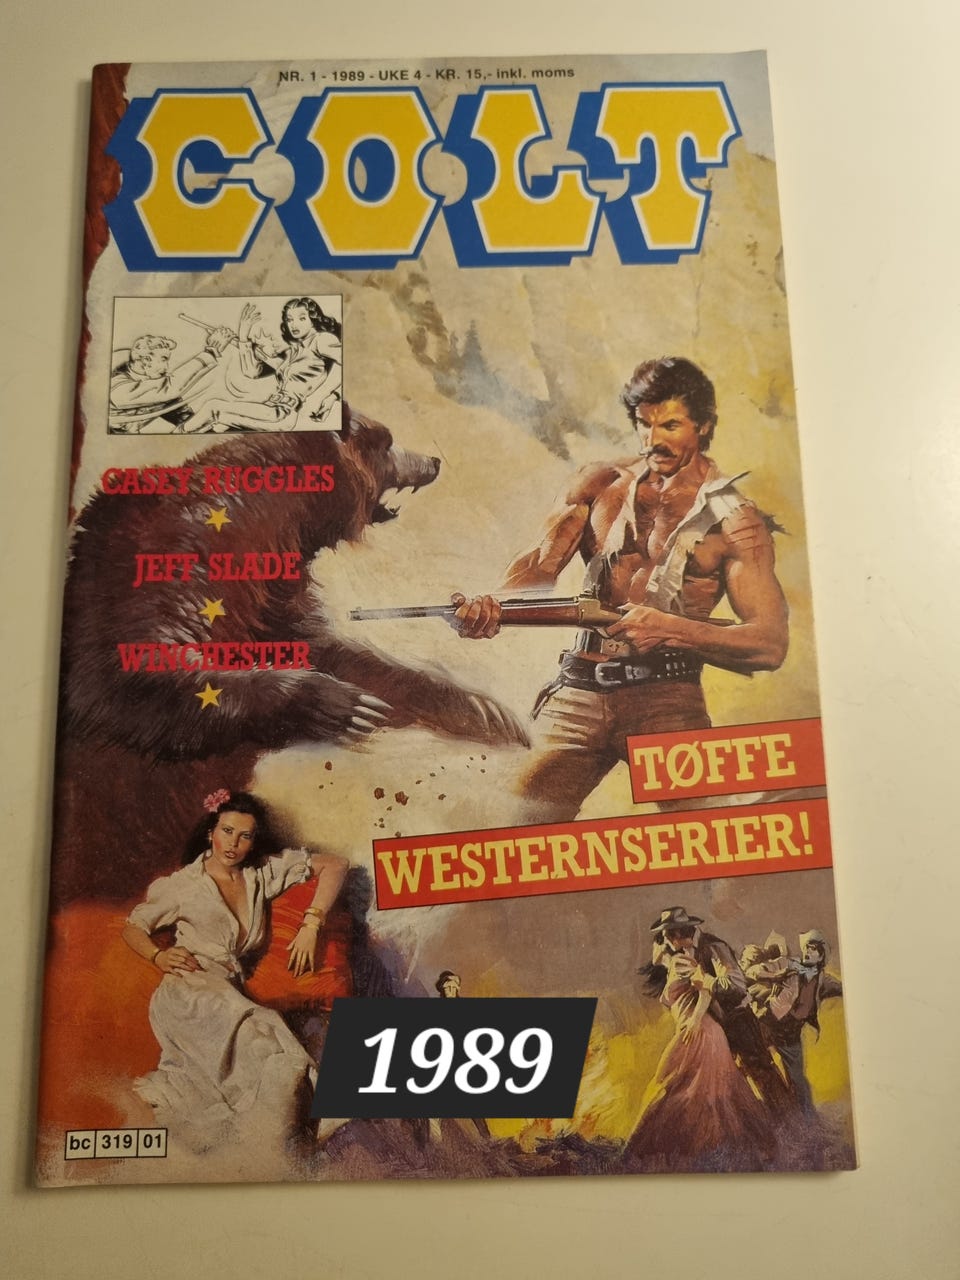 NR. 1 - 1989 - UKE 4 - KR. 15,- inkl. moms
COLT
CASEY RUGGLES
JEFF SLADE
WINCHESTER
TØFFE
WESTERNSERIER!
1989
bc 319 01